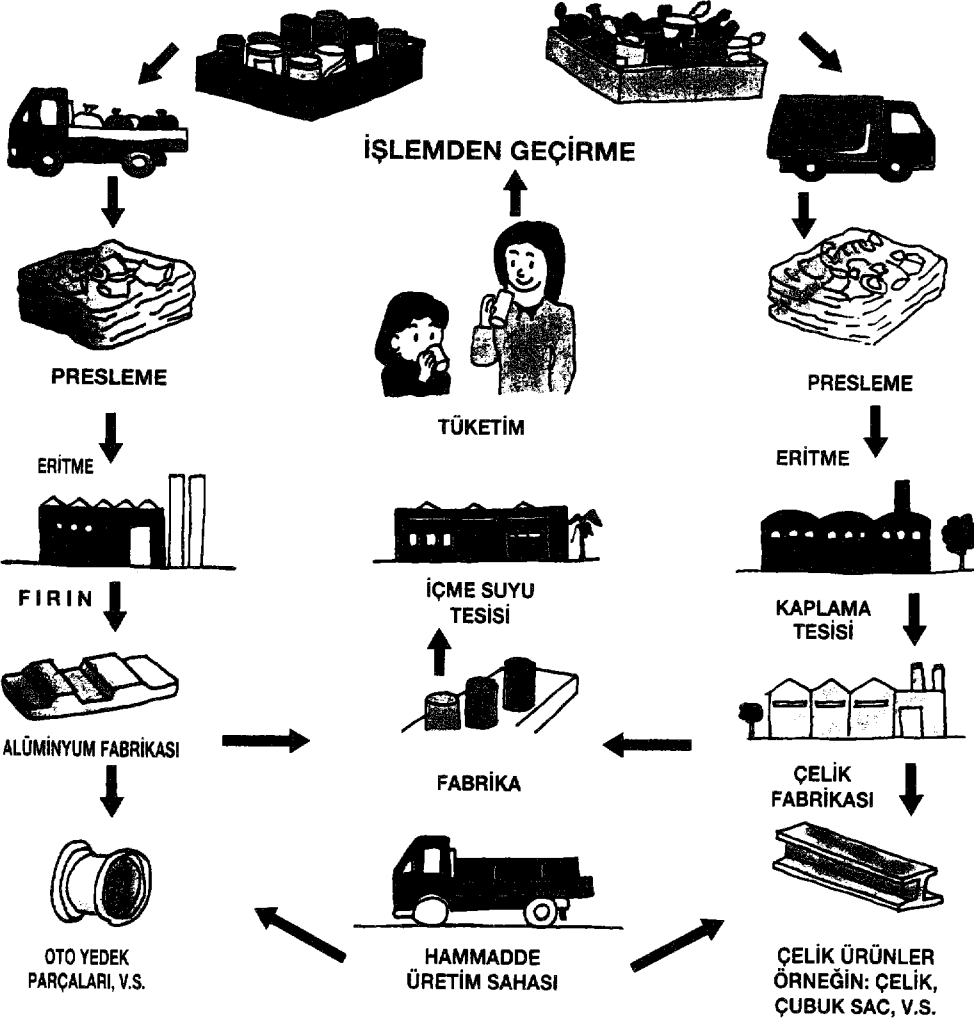 İŞLEMDEN GEÇİRME
PRESLEME
TÜKETİM
PRESLEME
ERİTME
ERİTME
FIRIN
İÇME SUYU
TESİSİ
KAPLAMA
TESİSİ
ALÜMİNYUM FABRİKASI
FABRİKA
ÇELİK
FABRİKASI
OTO YEDEK
PARÇALARI, V.S.
HAMMADDE
ÜRETİM SAHASI
ÇELİK ÜRÜNLER
ÖRNEĞİN: ÇELİK,
ÇUBUK SAC, V.S.